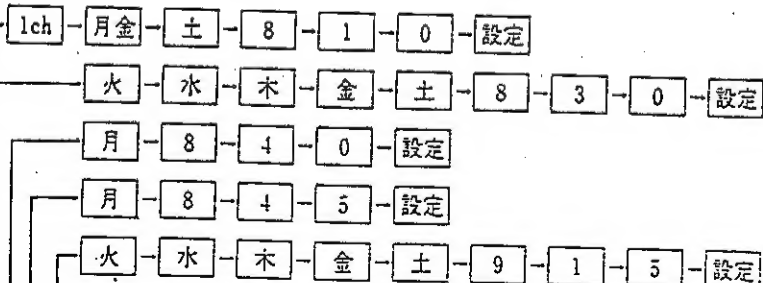 1ch 月金 土 8 1 0 設定
火 水 木 金 土 8 3 0 設定
月 8 4 0 設定
月 8 4 5 設定
火 水 木 金 土 9 1 5 設定